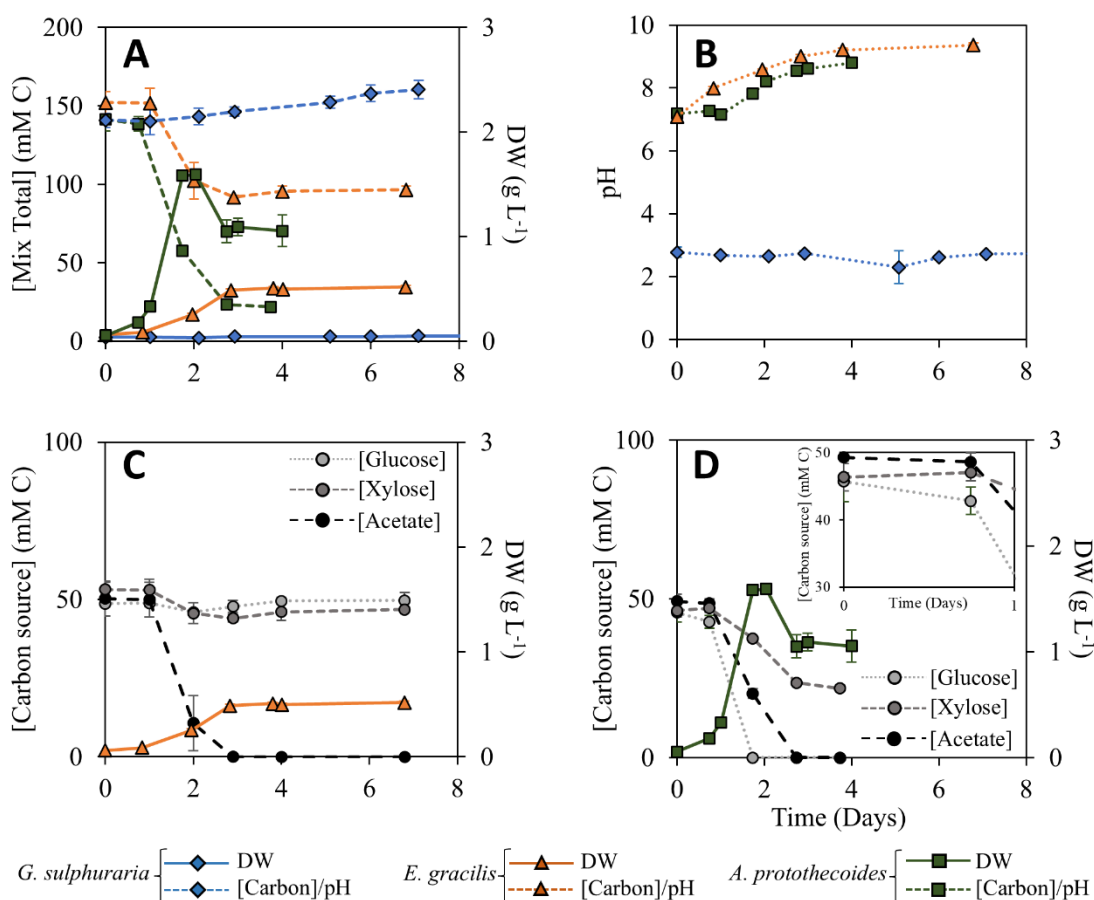 A
[Mix Total] (mM C)
200
150
100
50
0
DW (g L-1)
3
2
1
0
0 2 4 6 8
B
pH
10
8
6
4
2
0
0 2 4 6 8
C
[Carbon source] (mM C)
100
50
0
[Glucose]
[Xylose]
[Acetate]
DW (g L-1)
3
2
1
0
0 2 4 6 8
D
[Carbon source] (mM C)
100
50
0
[Carbon source] (mM C)
50
40
30
0 1
Time (Days)
[Glucose]
[Xylose]
[Acetate]
DW (g L-1)
3
2
1
0
0 2 4 6 8
Time (Days)
G. sulphuraria
DW
[Carbon]/pH
E. gracilis
DW
[Carbon]/pH
A. protothecoides
DW
[Carbon]/pH